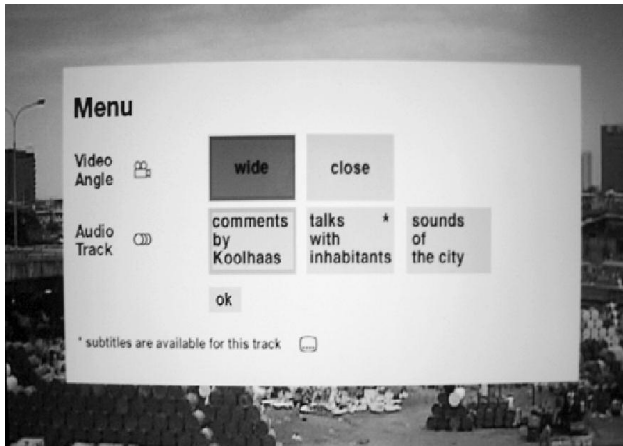 Menu
Video
Angle
wide
close
Audio
Track
comments
by
Koolhaas
talks *
with
inhabitants
sounds
of
the city
ok
* subtitles are available for this track